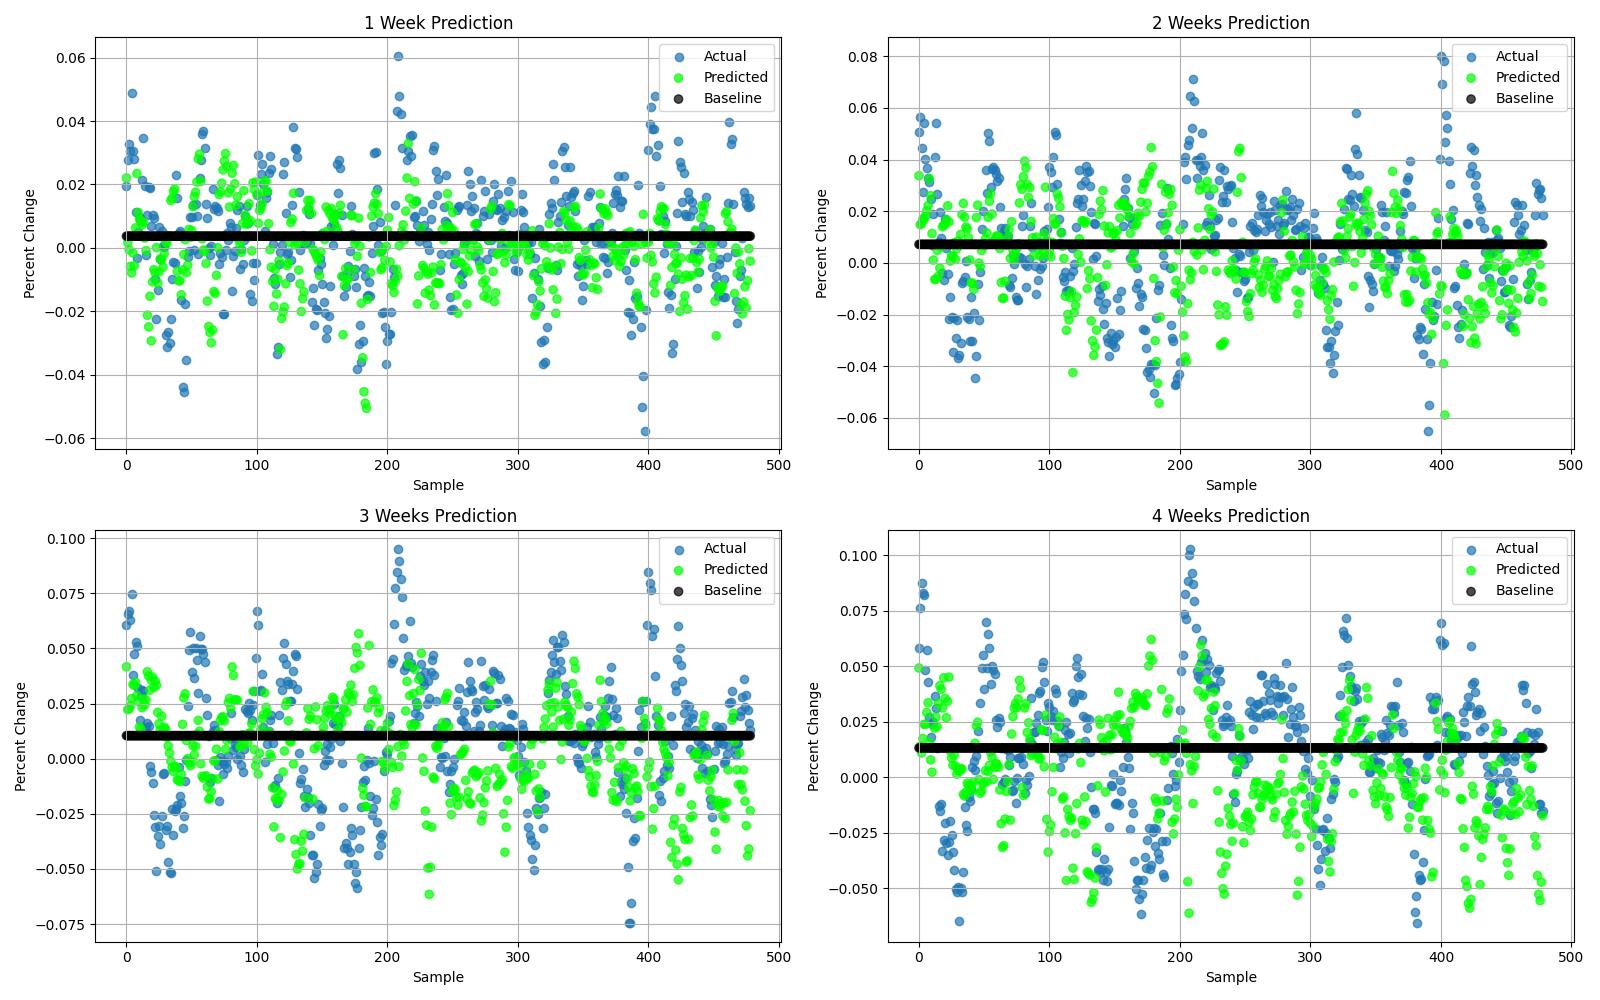 1 Week Prediction
0.06
0.04
0.02
0.00
−0.02
−0.04
−0.06
Percent Change
0 100 200 300 400 500
Sample
Actual
Predicted
Baseline
2 Weeks Prediction
0.08
0.06
0.04
0.02
0.00
−0.02
−0.04
−0.06
Percent Change
0 100 200 300 400 500
Sample
Actual
Predicted
Baseline
3 Weeks Prediction
0.100
0.075
0.050
0.025
0.000
−0.025
−0.050
−0.075
Percent Change
0 100 200 300 400 500
Sample
Actual
Predicted
Baseline
4 Weeks Prediction
0.100
0.075
0.050
0.025
0.000
−0.025
−0.050
Percent Change
0 100 200 300 400 500
Sample
Actual
Predicted
Baseline